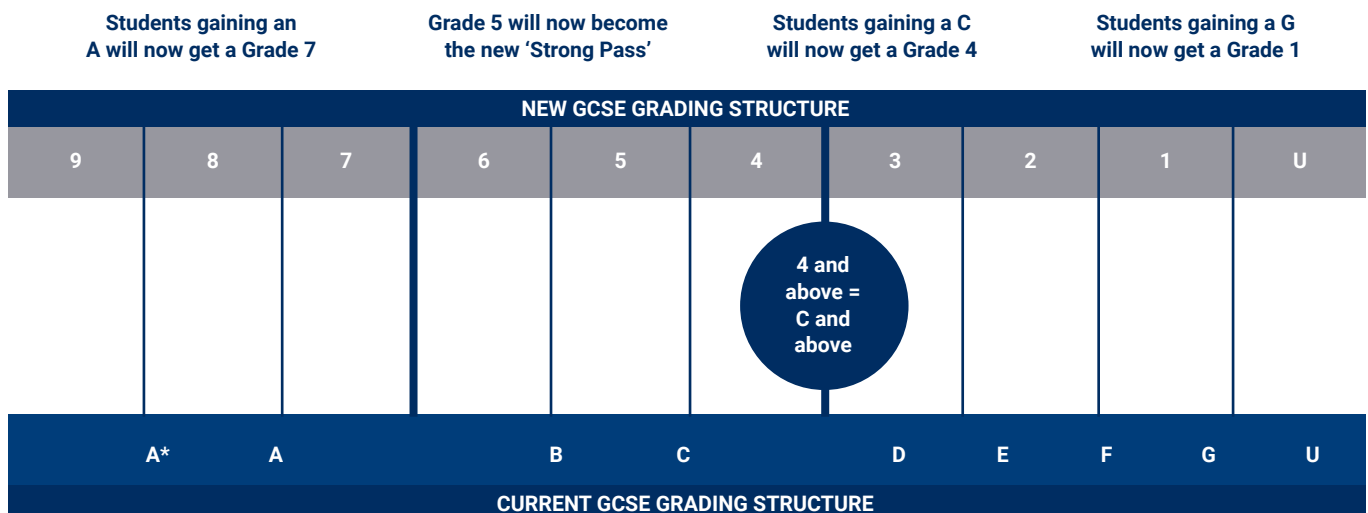 Students gaining an
A will now get a Grade 7
Grade 5 will now become
the new ‘Strong Pass’
Students gaining a C
will now get a Grade 4
Students gaining a G
will now get a Grade 1
NEW GCSE GRADING STRUCTURE
9 8 7 6 5 4 3 2 1 U
4 and
above =
C and
above
A* A B C D E F G U
CURRENT GCSE GRADING STRUCTURE